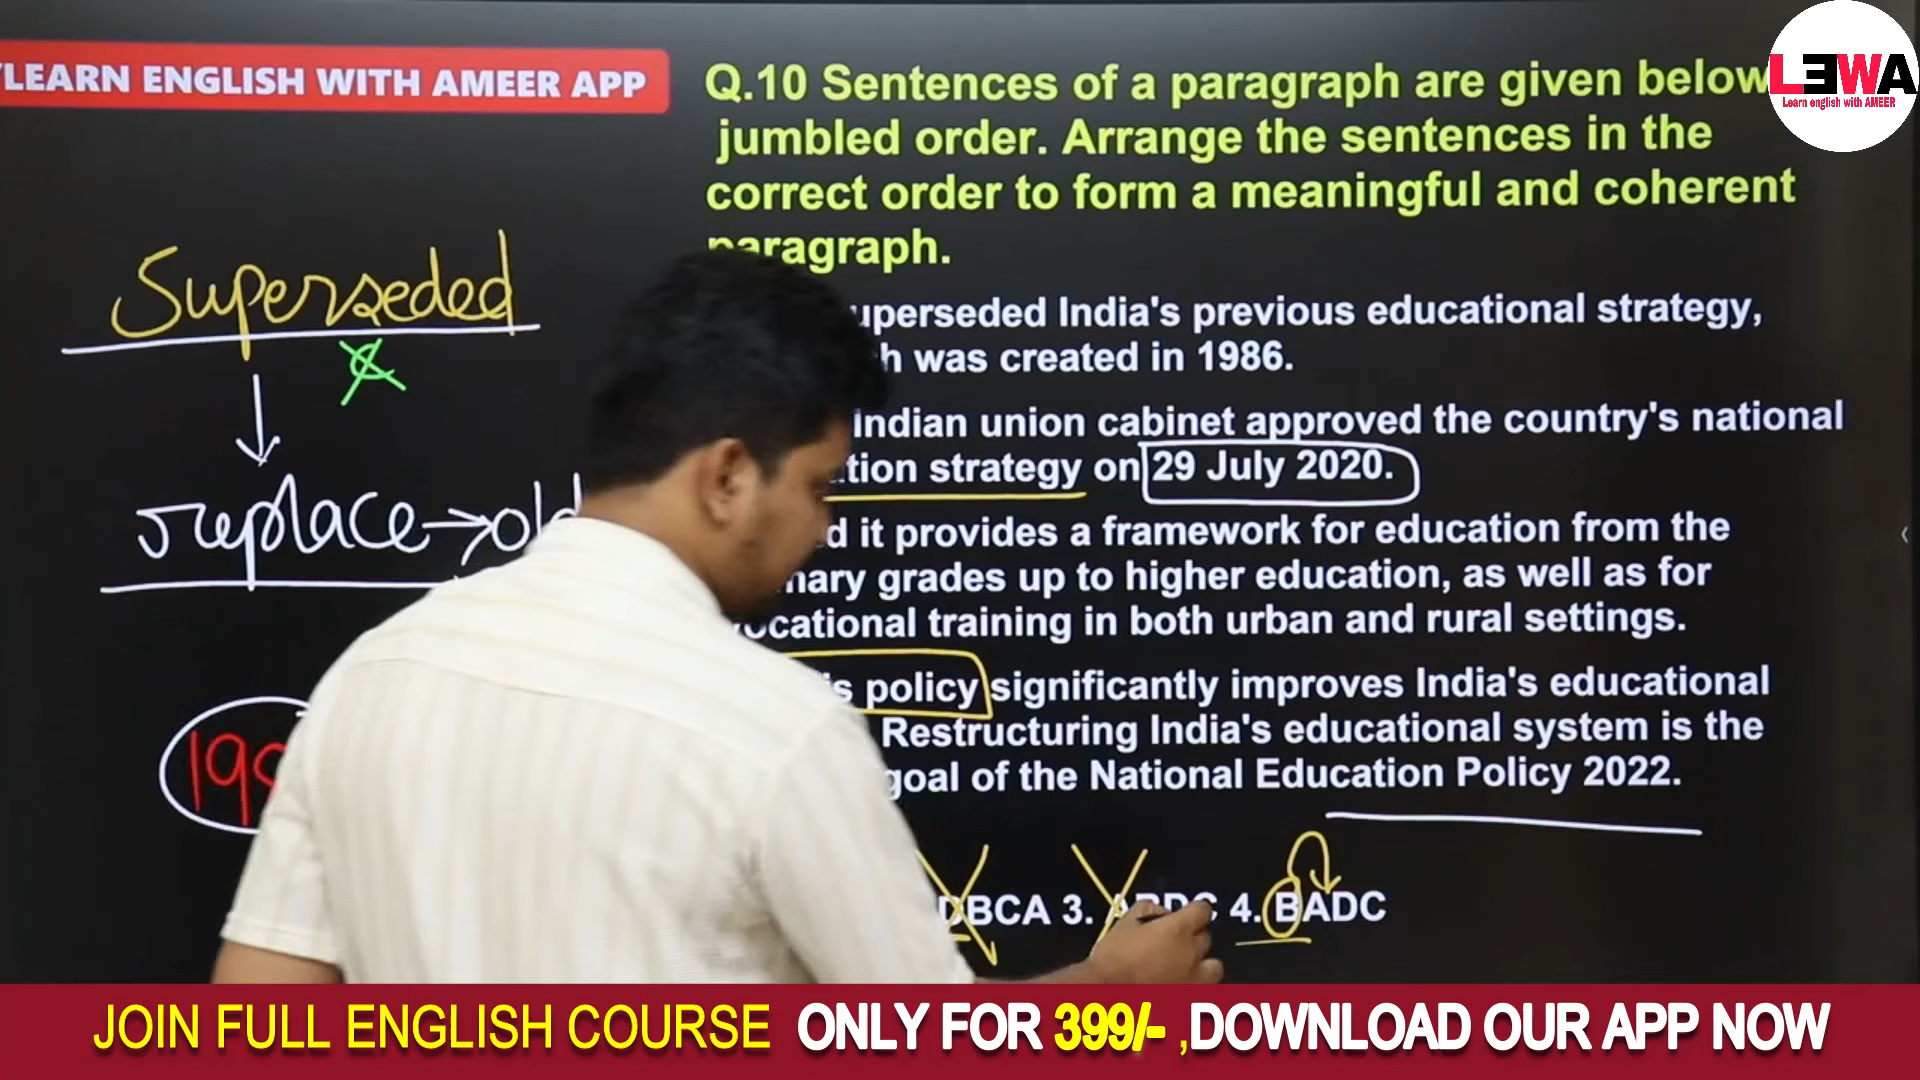 LEARN ENGLISH WITH AMEER APP
LEWA
Learn english with AMEER
Q.10 Sentences of a paragraph are given below
jumbled order. Arrange the sentences in the
correct order to form a meaningful and coherent
paragraph.
Superseded
replace → old
India's previous educational strategy,
was created in 1986.
Indian union cabinet approved the country's national
strategy on 29 July 2020.
it provides a framework for education from the
grades up to higher education, as well as for
vocational training in both urban and rural settings.
policy significantly improves India's educational
Restructuring India's educational system is the
goal of the National Education Policy 2022.
DBCA 3. ABDC 4. BADC
JOIN FULL ENGLISH COURSE ONLY FOR 399/- ,DOWNLOAD OUR APP NOW